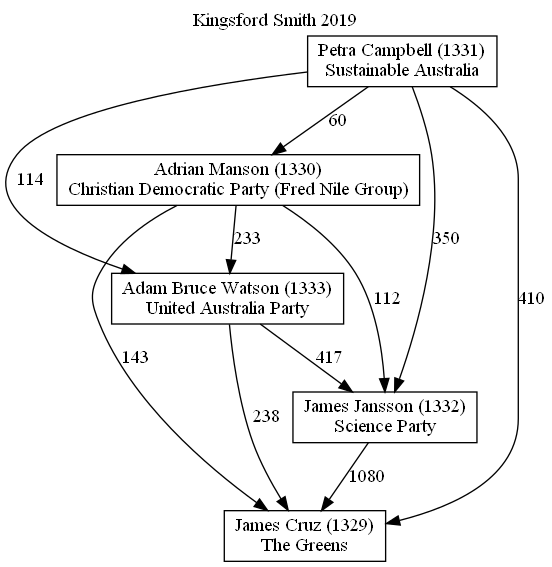 Kingsford Smith 2019
Petra Campbell (1331)
Sustainable Australia
60
Adrian Manson (1330)
Christian Democratic Party (Fred Nile Group)
114
233
350
Adam Bruce Watson (1333)
United Australia Party
112
410
143
417
James Jansson (1332)
Science Party
238
1080
James Cruz (1329)
The Greens